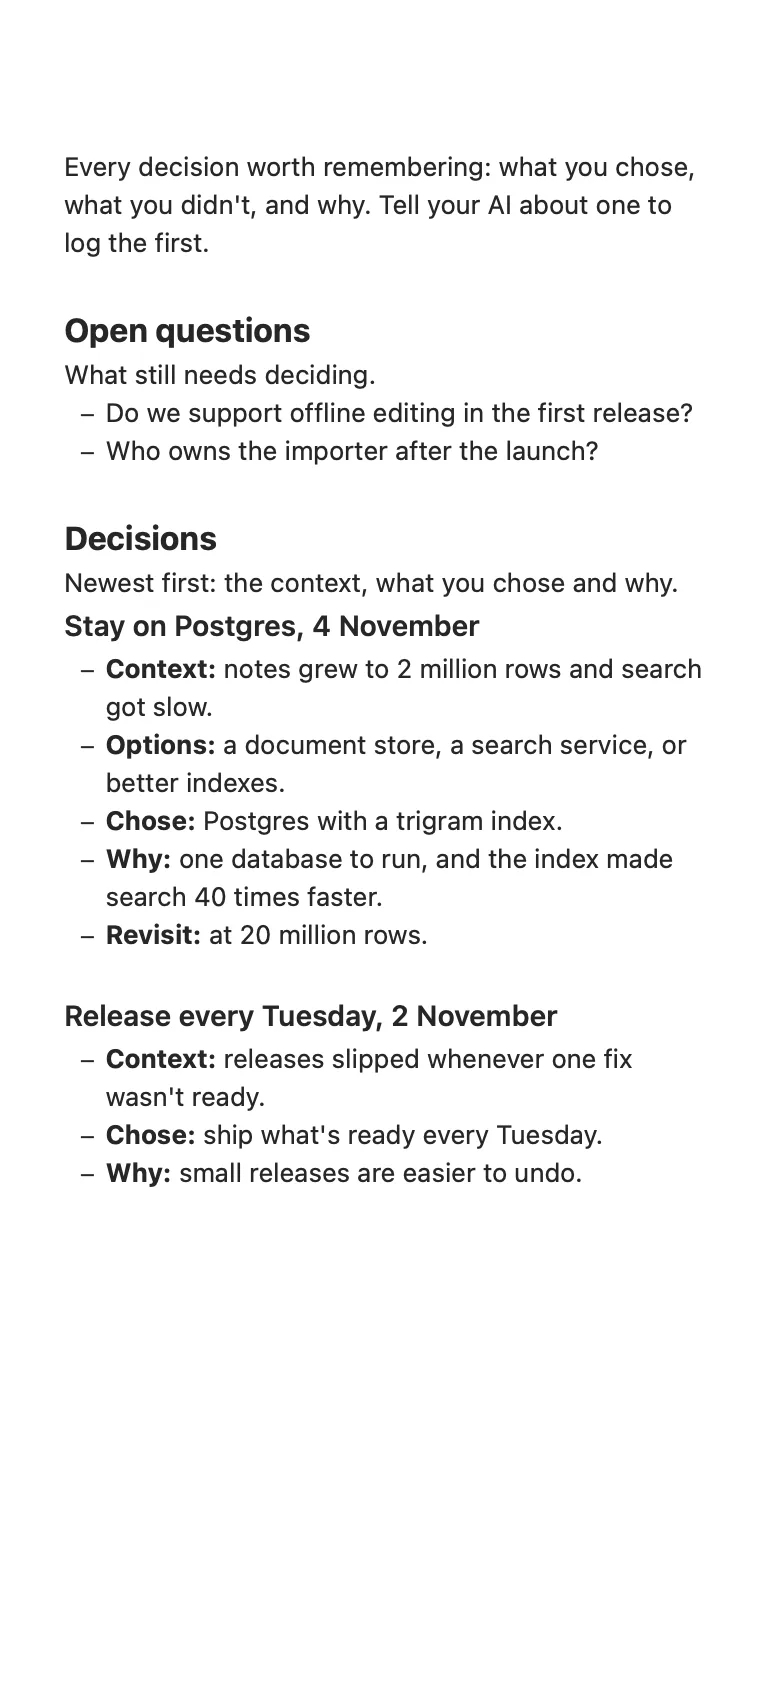 Every decision worth remembering: what you chose,
what you didn't, and why. Tell your AI about one to
log the first.
Open questions
What still needs deciding.
– Do we support offline editing in the first release?
– Who owns the importer after the launch?
Decisions
Newest first: the context, what you chose and why.
Stay on Postgres, 4 November
– Context: notes grew to 2 million rows and search
got slow.
– Options: a document store, a search service, or
better indexes.
– Chose: Postgres with a trigram index.
– Why: one database to run, and the index made
search 40 times faster.
– Revisit: at 20 million rows.
Release every Tuesday, 2 November
– Context: releases slipped whenever one fix
wasn't ready.
– Chose: ship what's ready every Tuesday.
– Why: small releases are easier to undo.